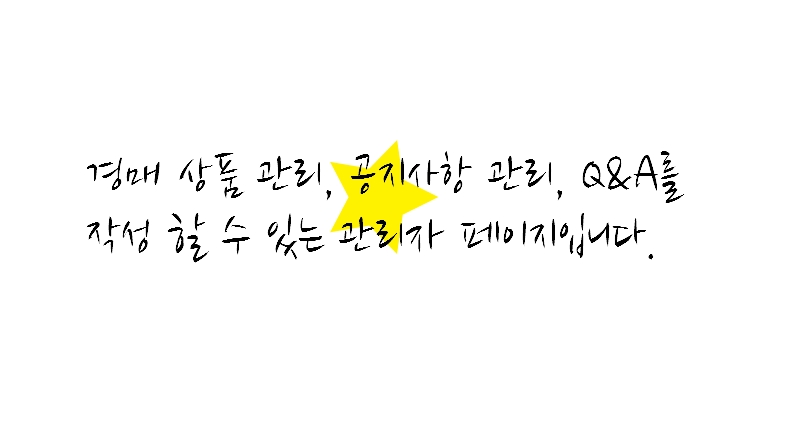 경매 상품 관리, 공지사항 관리, Q&A를
작성 할 수 있는 관리자 페이지입니다.